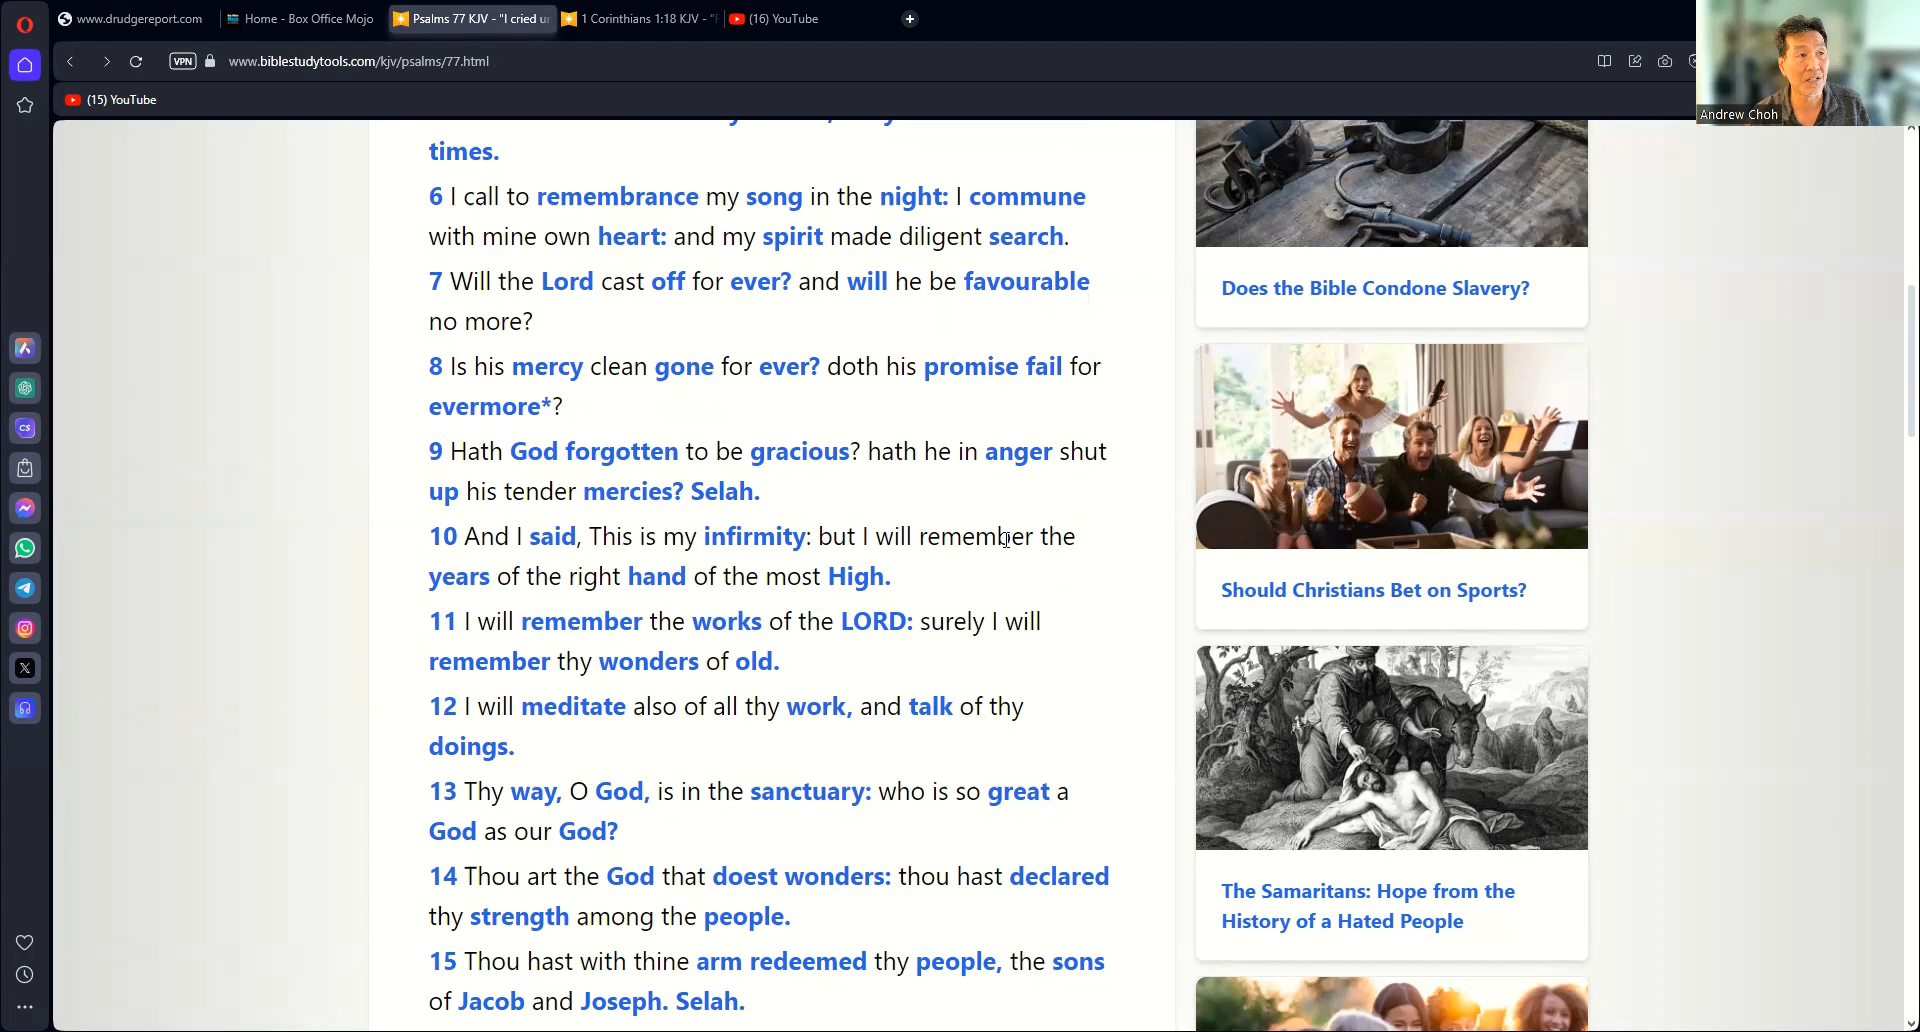 www.drudgereport.com
Home - Box Office Mojo
Psalms 77 KJV - "I cried u
1 Corinthians 1:18 KJV - "
(16) YouTube
VPN
www.biblestudytools.com/kjv/psalms/77.html
(15) YouTube
Andrew Choh
times.
6 I call to remembrance my song in the night: I commune
with mine own heart: and my spirit made diligent search.
7 Will the Lord cast off for ever? and will he be favourable
no more?
8 Is his mercy clean gone for ever? doth his promise fail for
evermore*?
9 Hath God forgotten to be gracious? hath he in anger shut
up his tender mercies? Selah.
10 And I said, This is my infirmity: but I will remember the
years of the right hand of the most High.
11 I will remember the works of the LORD: surely I will
remember thy wonders of old.
12 I will meditate also of all thy work, and talk of thy
doings.
13 Thy way, O God, is in the sanctuary: who is so great a
God as our God?
14 Thou art the God that doest wonders: thou hast declared
thy strength among the people.
15 Thou hast with thine arm redeemed thy people, the sons
of Jacob and Joseph. Selah.
Does the Bible Condone Slavery?
Should Christians Bet on Sports?
The Samaritans: Hope from the
History of a Hated People
CS